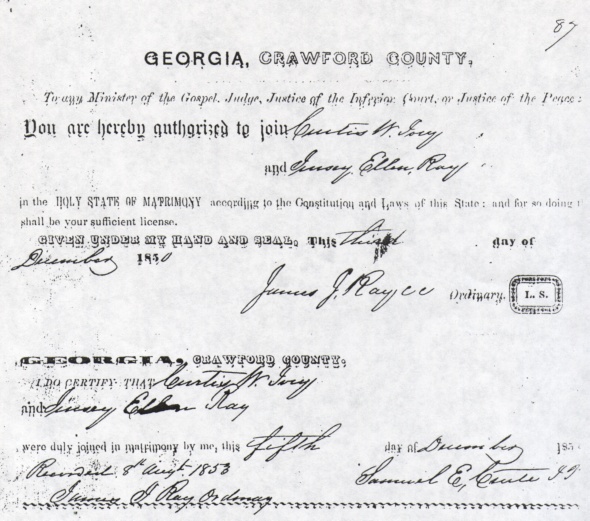 87
GEORGIA, CRAWFORD COUNTY,
To any Minister of the Gospel, Judge, Justice of the Inferior Court, or Justice of the Peace:
You are hereby authorized to join Curtis W. Ivey
and Ellen Ray
in the HOLY STATE OF MATRIMONY according to the Constitution and Laws of this State; and for so doing t
shall be your sufficient license.
GIVEN UNDER MY HAND AND SEAL, This third day of
December 1850
James J. Ray Ordinary. L. S.
GEORGIA, CRAWFORD COUNTY,
I DO CERTIFY THAT Curtis W. Ivey
and Ellen Ray
were duly joined in matrimony by me, this fifth day of December 185
Recorded 8th Augt 1853 Samuel E,
James J Ray Ordinary